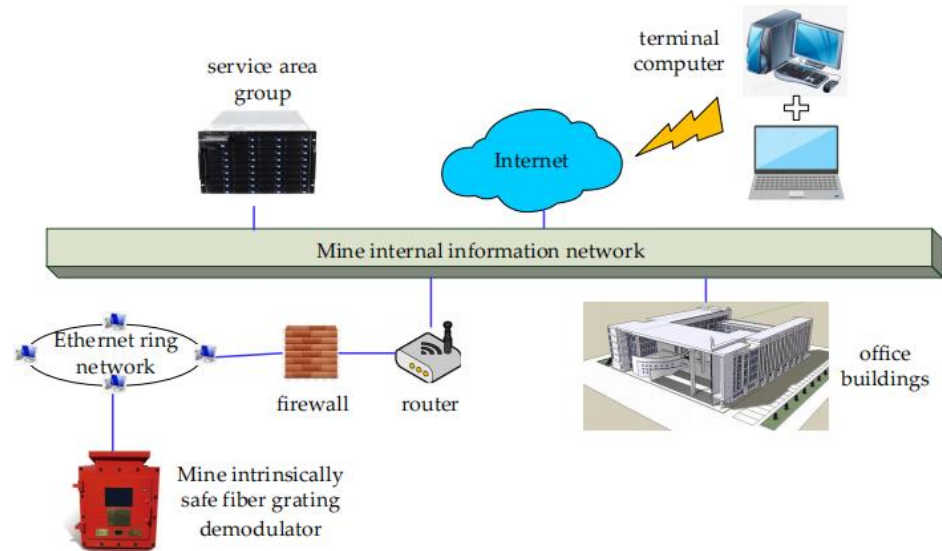 terminal
computer
service area
group
Internet
Mine internal information network
Ethernet ring
network
firewall
router
office
buildings
Mine intrinsically
safe fiber grating
demodulator